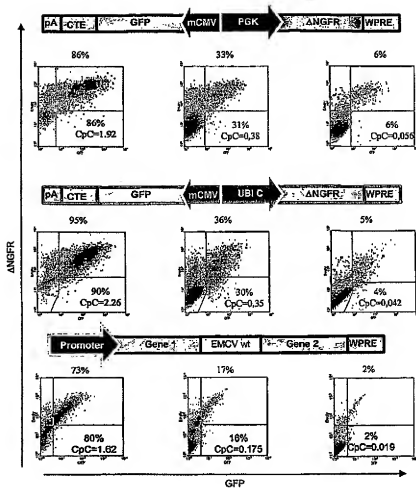 pA CTE GFP mCMV PGK ΔNGFR WPRE
86% 33% 6%
86% 31% 6%
CpC=1.92 CpC=0,38 CpC=0,056
pA CTE GFP mCMV UBI C ΔNGFR WPRE
95% 36% 5%
90% 30% 4%
CpC=2.26 CpC=0,35 CpC=0,042
Promoter Gene 1 EMCV wt Gene 2 WPRE
73% 17% 2%
80% 16% 2%
CpC=1.62 CpC=0.175 CpC=0.019
ΔNGFR
GFP